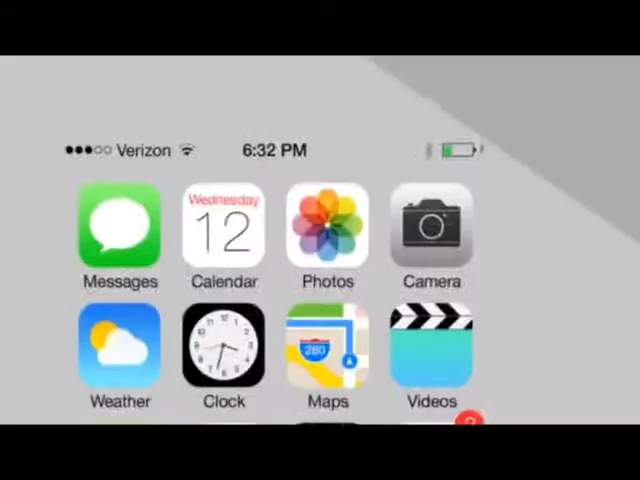 Verizon 6:32 PM
Wednesday
12
Messages Calendar Photos Camera
280
Weather Clock Maps Videos